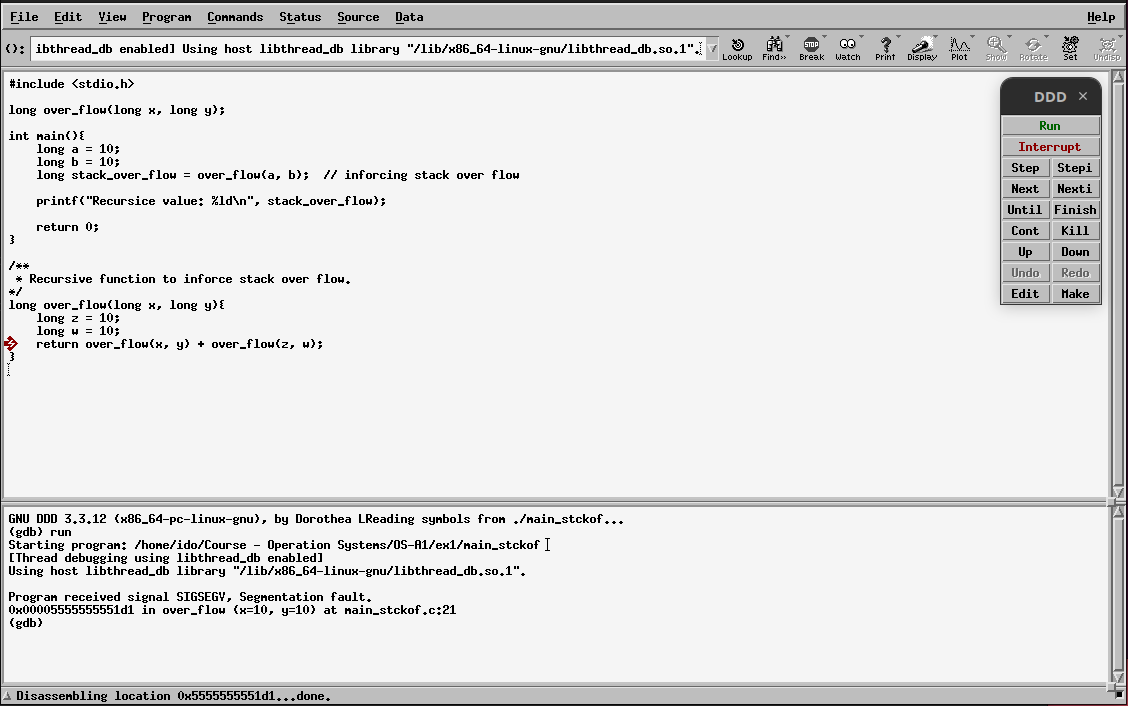 File Edit View Program Commands Status Source Data Help
(): ibthread_db enabled] Using host libthread_db library "/lib/x86_64-linux-gnu/libthread_db.so.1".
Lookup Find>> Break Watch Print Display Plot Show Rotate Set Undisp
#include <stdio.h>
long over_flow(long x, long y);
int main(){
    long a = 10;
    long b = 10;
    long stack_over_flow = over_flow(a, b);  // inforcing stack over flow
    printf("Recursice value: %ld\n", stack_over_flow);
    return 0;
}
/**
 * Recursive function to inforce stack over flow.
*/
long over_flow(long x, long y){
    long z = 10;
    long w = 10;
    return over_flow(x, y) + over_flow(z, w);
}
DDD ×
Run
Interrupt
Step Stepi
Next Nexti
Until Finish
Cont Kill
Up Down
Undo Redo
Edit Make
GNU DDD 3.3.12 (x86_64-pc-linux-gnu), by Dorothea LReading symbols from ./main_stckof...
(gdb) run
Starting program: /home/ido/Course - Operation Systems/OS-A1/ex1/main_stckof
[Thread debugging using libthread_db enabled]
Using host libthread_db library "/lib/x86_64-linux-gnu/libthread_db.so.1".
Program received signal SIGSEGV, Segmentation fault.
0x00005555555551d1 in over_flow (x=10, y=10) at main_stckof.c:21
(gdb)
Disassembling location 0x5555555551d1...done.